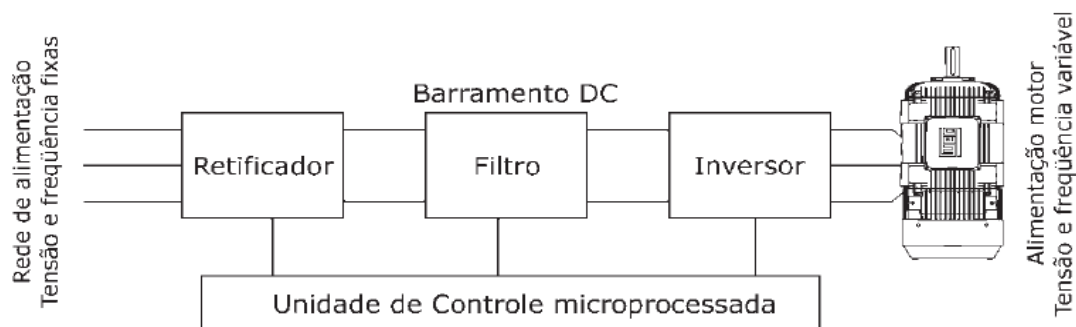 Rede de alimentação
Tensão e freqüência fixas
Barramento DC
Retificador
Filtro
Inversor
Alimentação motor
Tensão e freqüência variável
Unidade de Controle microprocessada